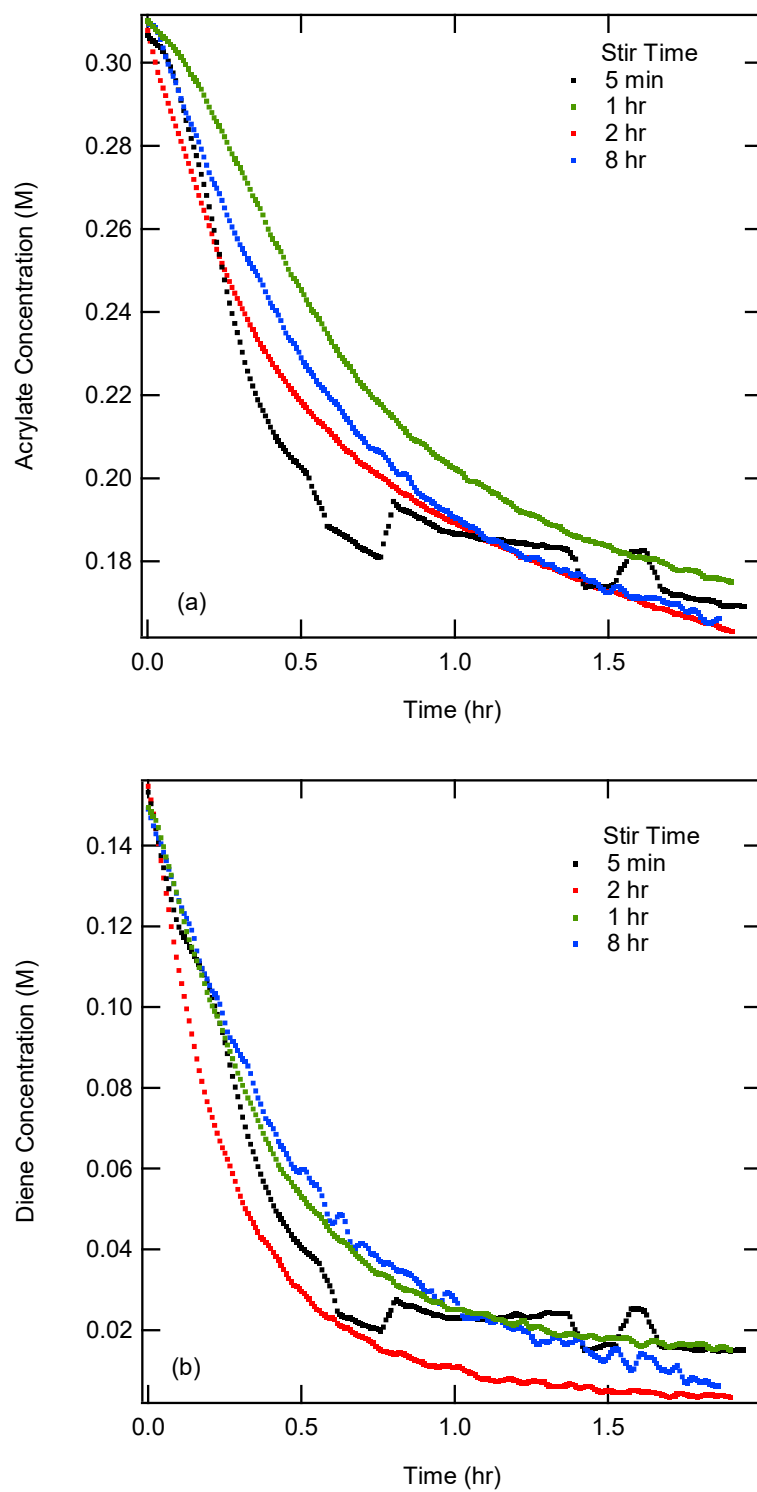 Stir Time
5 min
1 hr
2 hr
8 hr
Acrylate Concentration (M)
0.30
0.28
0.26
0.24
0.22
0.20
0.18
(a)
0.0
0.5
1.0
1.5
Time (hr)
Stir Time
5 min
2 hr
1 hr
8 hr
Diene Concentration (M)
0.14
0.12
0.10
0.08
0.06
0.04
0.02
(b)
0.0
0.5
1.0
1.5
Time (hr)